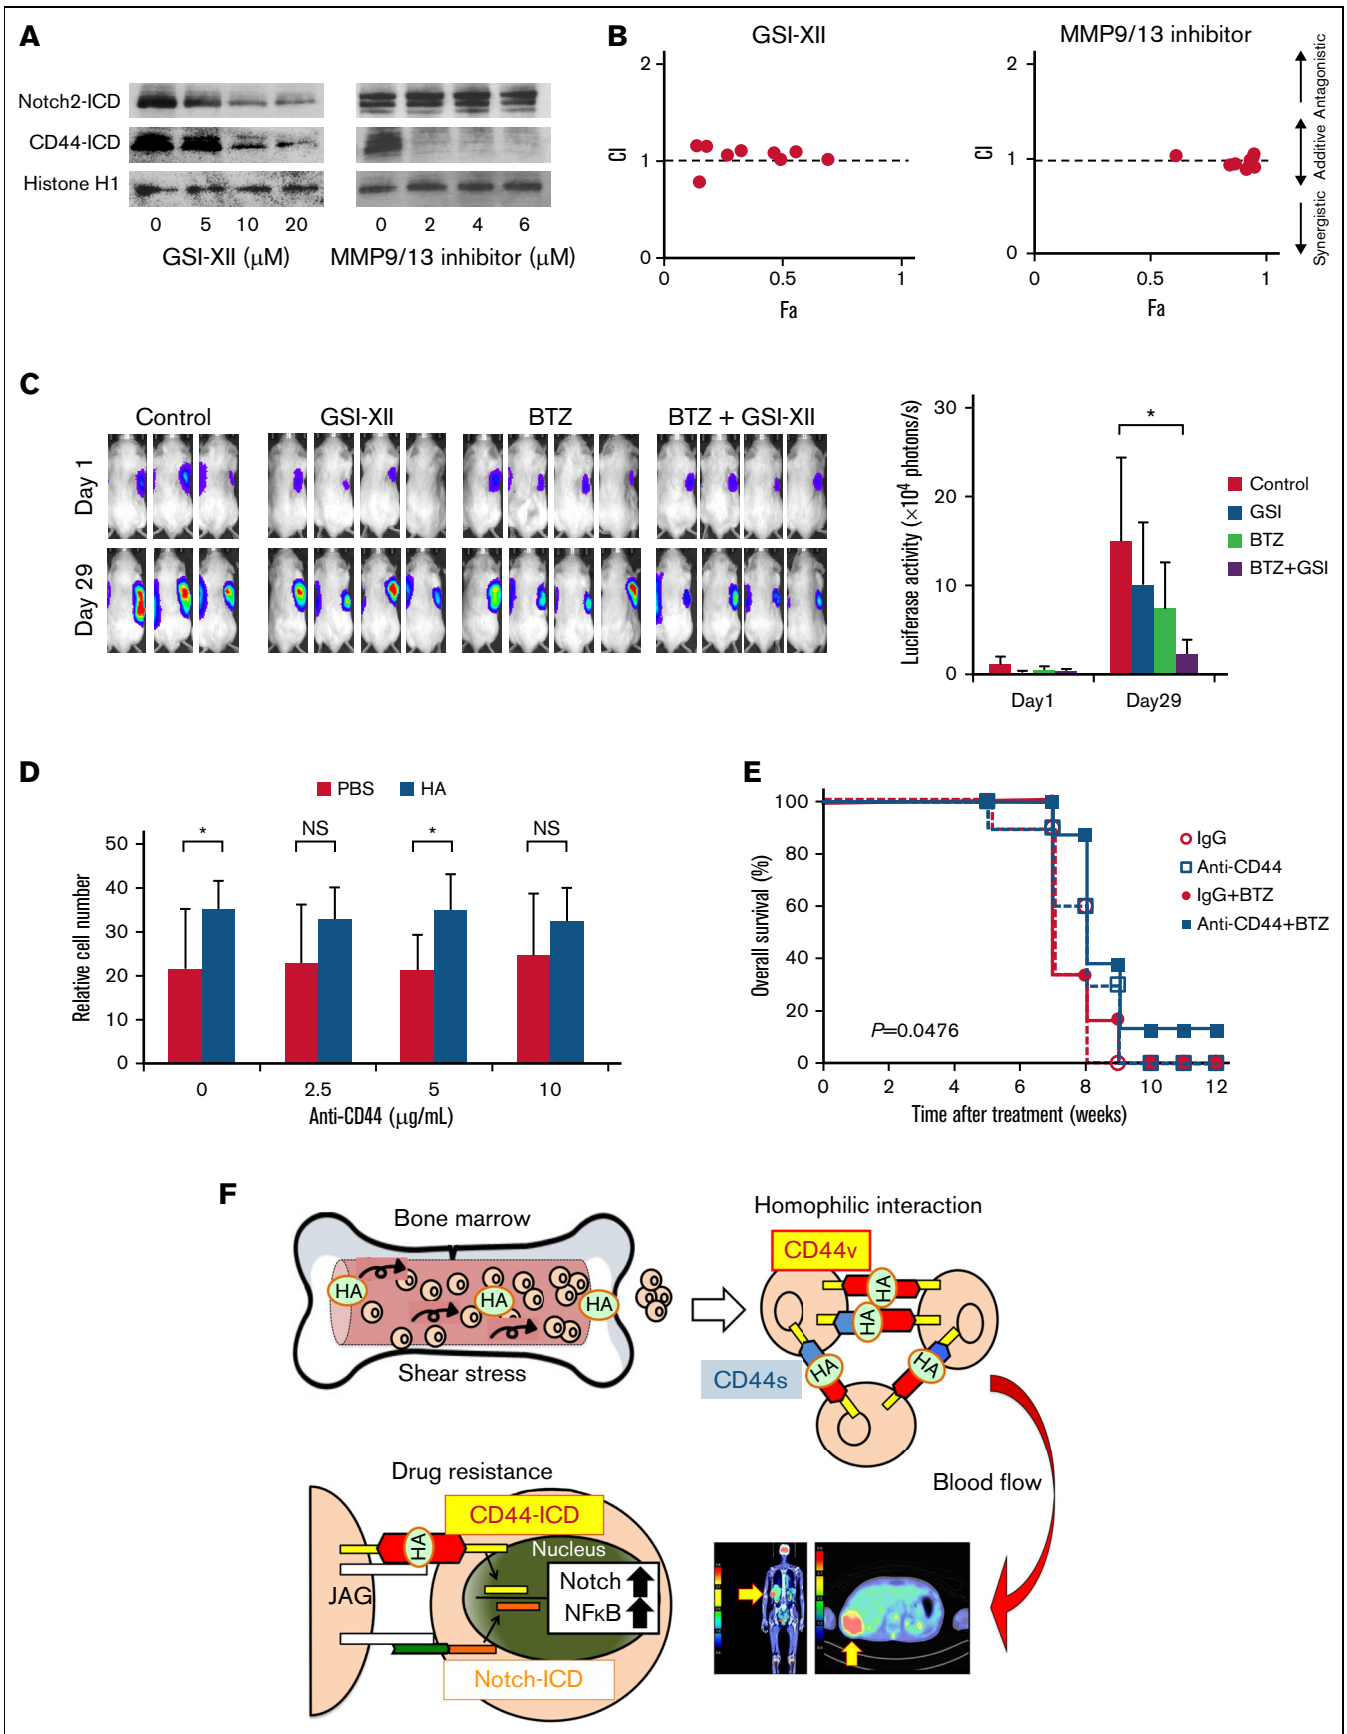 A
Notch2-ICD
CD44-ICD
Histone H1
0 5 10 20
GSI-XII (μM)
0 2 4 6
MMP9/13 inhibitor (μM)
B
GSI-XII
2
1
0
CI
0 0.5 1
Fa
MMP9/13 inhibitor
2
1
0
CI
0 0.5 1
Fa
Antagonistic
Additive
Synergistic
C
Control GSI-XII BTZ BTZ + GSI-XII
Day 1
Day 29
Luciferase activity (×10⁴ photons/s)
30
20
10
0
*
Day1 Day29
Control
GSI
BTZ
BTZ+GSI
D
PBS HA
Relative cell number
50
40
30
20
10
0
* NS * NS
0 2.5 5 10
Anti-CD44 (μg/mL)
E
Overall survival (%)
100
80
60
40
20
0
P=0.0476
0 2 4 6 8 10 12
Time after treatment (weeks)
IgG
Anti-CD44
IgG+BTZ
Anti-CD44+BTZ
F
Bone marrow
HA
HA
HA
Shear stress
Homophilic interaction
CD44v
HA
HA
HA
HA
CD44s
Blood flow
Drug resistance
CD44-ICD
HA
Nucleus
Notch
NFκB
JAG
Notch-ICD